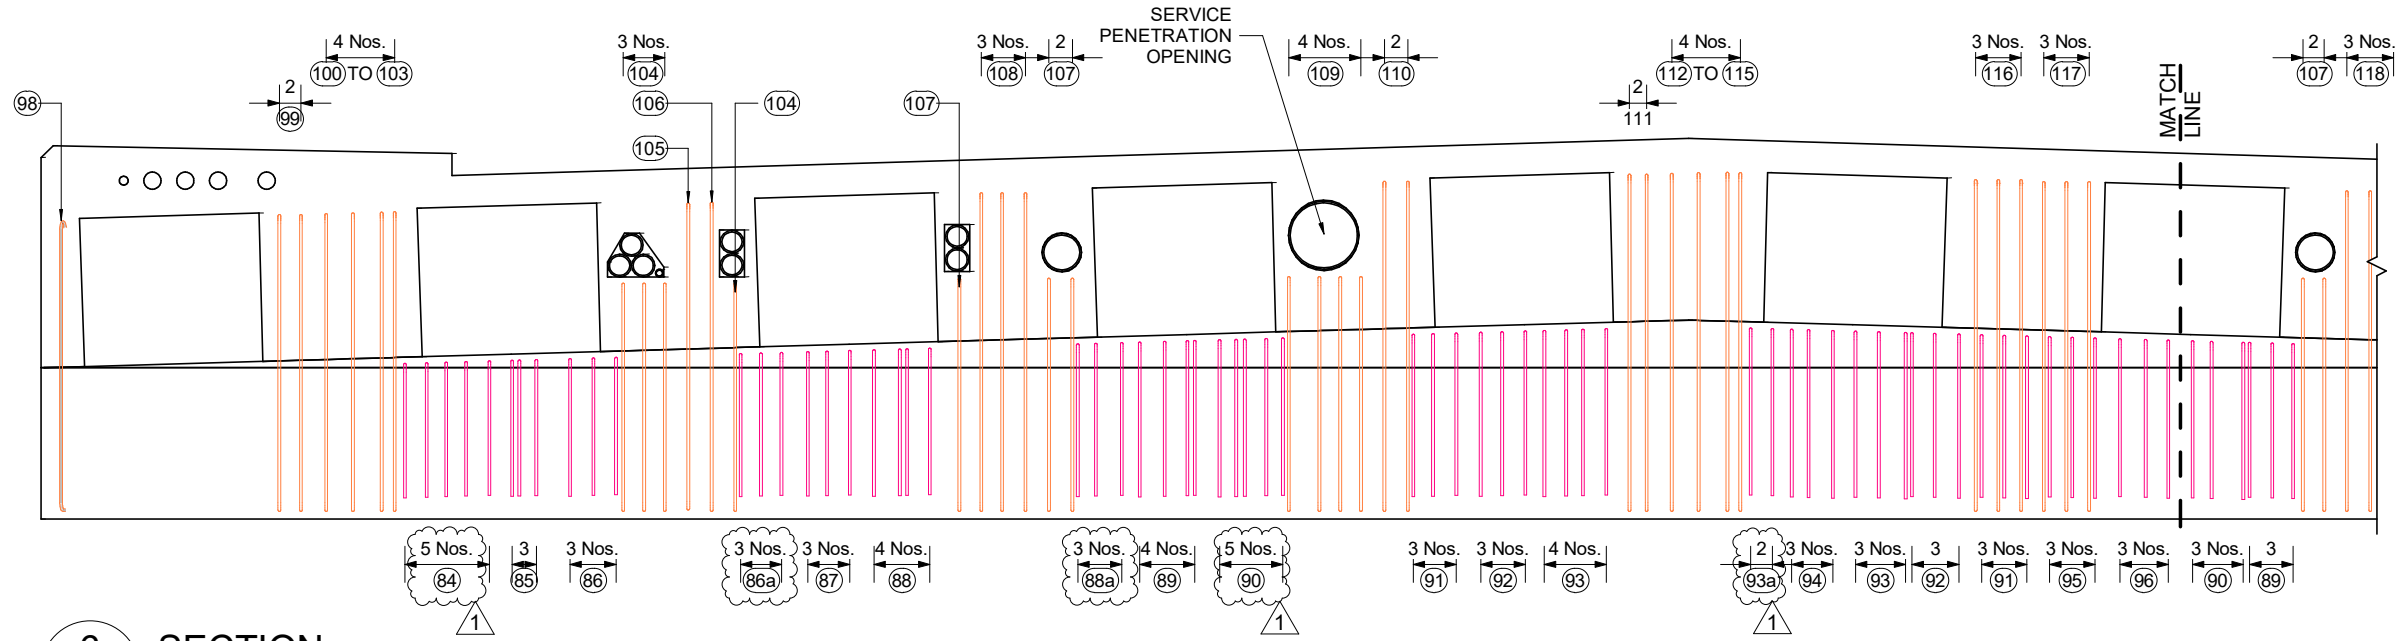 SERVICE
PENETRATION
OPENING
4 Nos.
100 TO 103
3 Nos.
104
3 Nos.
108
2
107
4 Nos.
109
2
110
4 Nos.
112 TO 115
3 Nos.
116
3 Nos.
117
2
107
3 Nos.
118
98
2
99
106
104
107
105
2
111
MATCH
LINE
5 Nos.
84
3
85
3 Nos.
86
3 Nos.
86a
3 Nos.
87
4 Nos.
88
3 Nos.
88a
4 Nos.
89
5 Nos.
90
3 Nos.
91
3 Nos.
92
4 Nos.
93
2
93a
3 Nos.
94
3 Nos.
93
3
92
3 Nos.
91
3 Nos.
95
3 Nos.
96
3 Nos.
90
3
89
1
1
1
SECTION